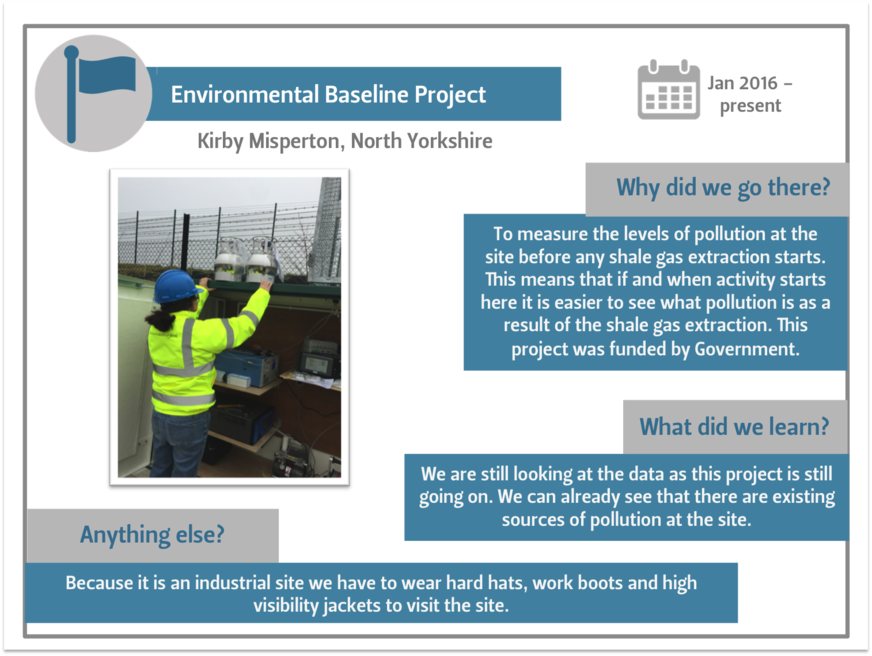 Environmental Baseline Project
Kirby Misperton, North Yorkshire
Jan 2016 –
present
Why did we go there?
To measure the levels of pollution at the
site before any shale gas extraction starts.
This means that if and when activity starts
here it is easier to see what pollution is as a
result of the shale gas extraction. This
project was funded by Government.
What did we learn?
We are still looking at the data as this project is still
going on. We can already see that there are existing
sources of pollution at the site.
Anything else?
Because it is an industrial site we have to wear hard hats, work boots and high
visibility jackets to visit the site.